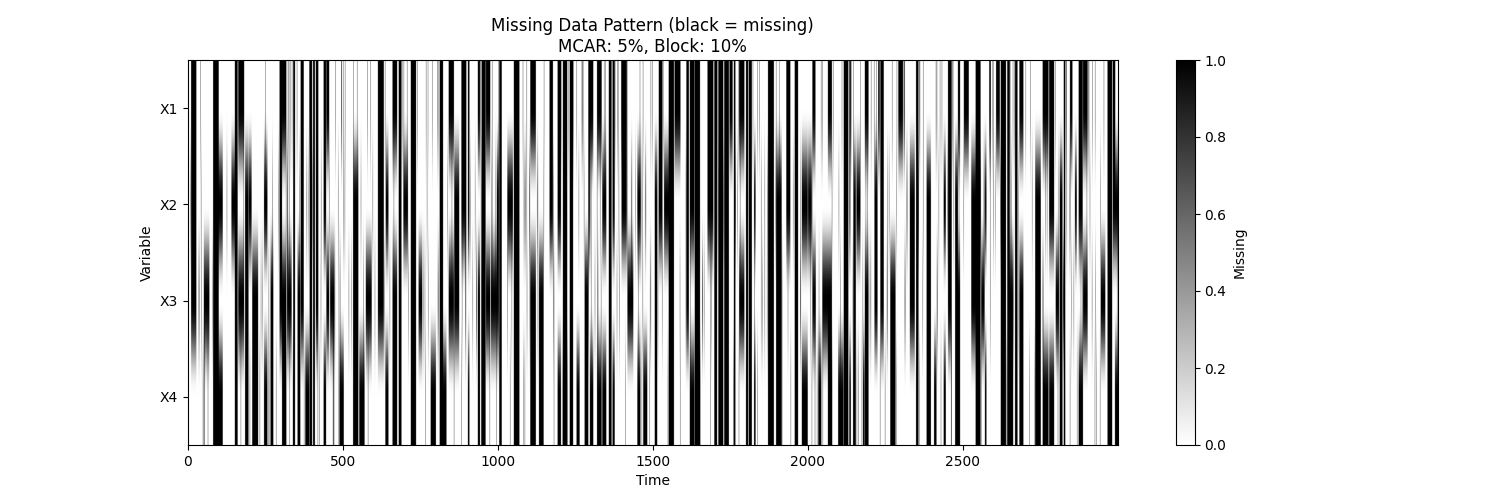 Missing Data Pattern (black = missing)
MCAR: 5%, Block: 10%
X1
X2
X3
X4
Variable
0
500
1000
1500
2000
2500
Time
1.0
0.8
0.6
0.4
0.2
0.0
Missing